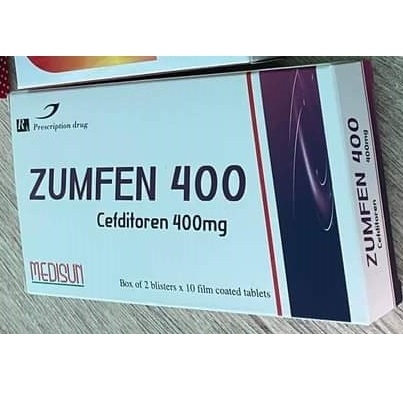 Rx Prescription drug
ZUMFEN 400
Cefditoren 400mg
MEDISUN
Box of 2 blisters x 10 film coated tablets
ZUMFEN 400
Cefditoren 400mg